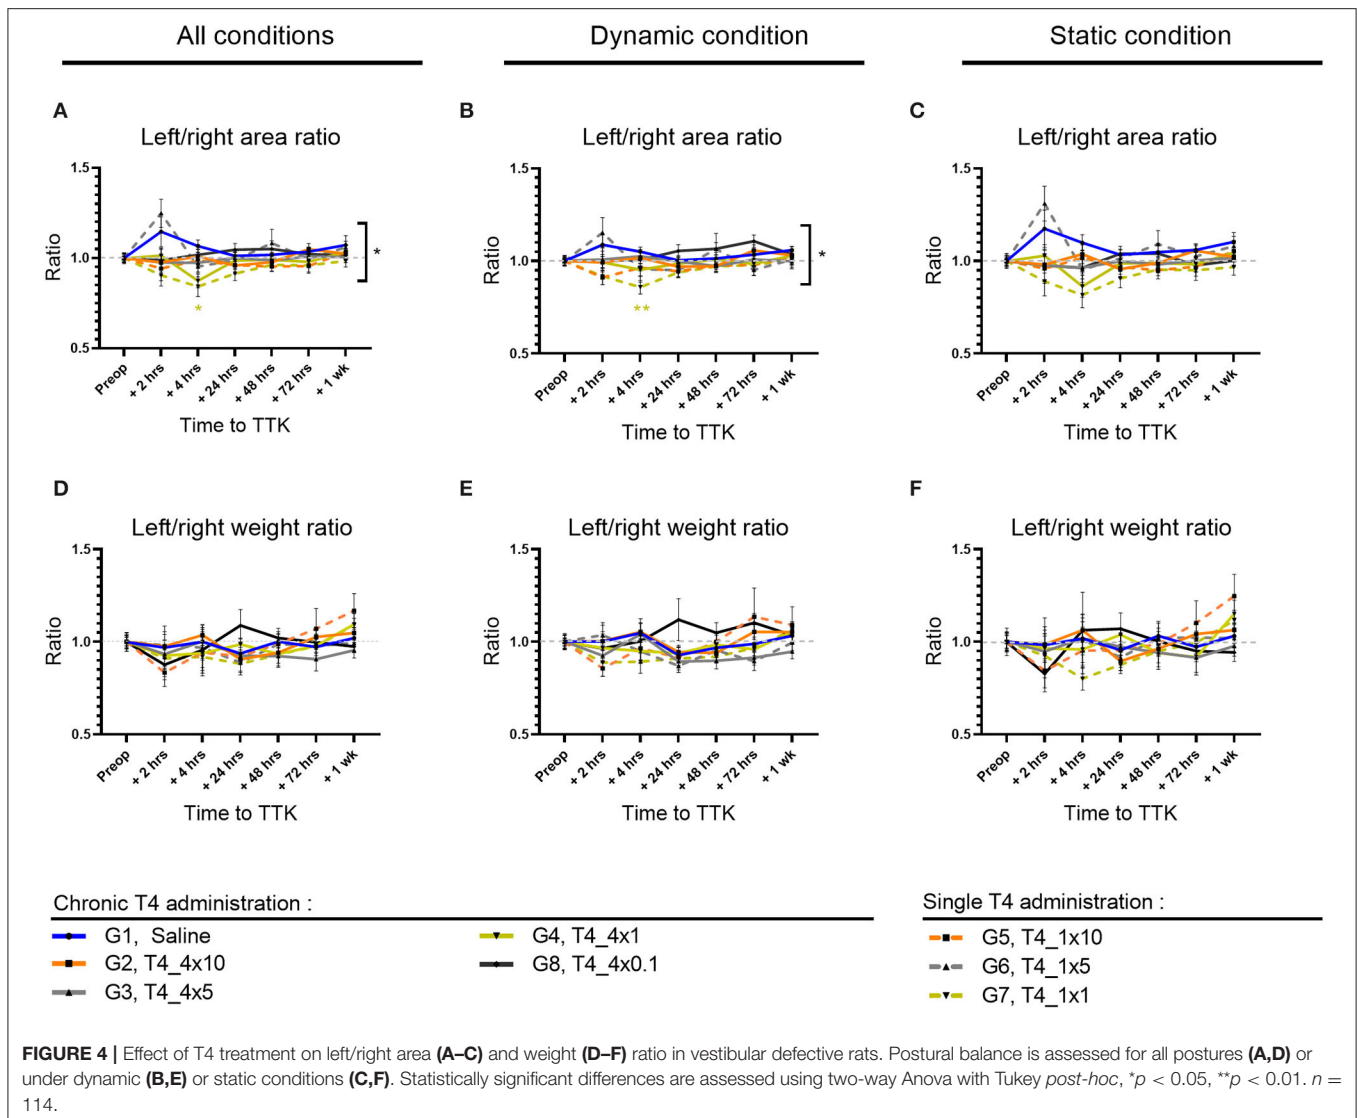 All conditions
Dynamic condition
Static condition
A
Left/right area ratio
1.5
1.0
0.5
Ratio
*
*
Preop
+ 2 hrs
+ 4 hrs
+ 24 hrs
+ 48 hrs
+ 72 hrs
+ 1 wk
Time to TTK
B
Left/right area ratio
1.5
1.0
0.5
Ratio
*
**
Preop
+ 2 hrs
+ 4 hrs
+ 24 hrs
+ 48 hrs
+ 72 hrs
+ 1 wk
Time to TTK
C
Left/right area ratio
1.5
1.0
0.5
Ratio
Preop
+ 2 hrs
+ 4 hrs
+ 24 hrs
+ 48 hrs
+ 72 hrs
+ 1 wk
Time to TTK
D
Left/right weight ratio
1.5
1.0
0.5
Ratio
Preop
+ 2 hrs
+ 4 hrs
+ 24 hrs
+ 48 hrs
+ 72 hrs
+ 1 wk
Time to TTK
E
Left/right weight ratio
1.5
1.0
0.5
Ratio
Preop
+ 2 hrs
+ 4 hrs
+ 24 hrs
+ 48 hrs
+ 72 hrs
+ 1 wk
Time to TTK
F
Left/right weight ratio
1.5
1.0
0.5
Ratio
Preop
+ 2 hrs
+ 4 hrs
+ 24 hrs
+ 48 hrs
+ 72 hrs
+ 1 wk
Time to TTK
Chronic T4 administration :
G1, Saline
G2, T4_4x10
G3, T4_4x5
G4, T4_4x1
G8, T4_4x0.1
Single T4 administration :
G5, T4_1x10
G6, T4_1x5
G7, T4_1x1
FIGURE 4 | Effect of T4 treatment on left/right area (A–C) and weight (D–F) ratio in vestibular defective rats. Postural balance is assessed for all postures (A,D) or
under dynamic (B,E) or static conditions (C,F). Statistically significant differences are assessed using two-way Anova with Tukey post-hoc, *p < 0.05, **p < 0.01. n =
114.